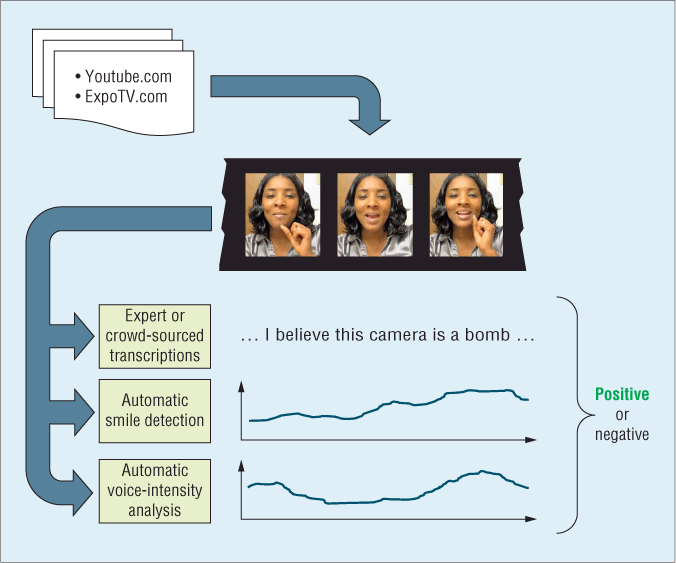 • Youtube.com
• ExpoTV.com
Expert or
crowd-sourced
transcriptions
... I believe this camera is a bomb ...
Automatic
smile detection
Automatic
voice-intensity
analysis
Positive
or
negative